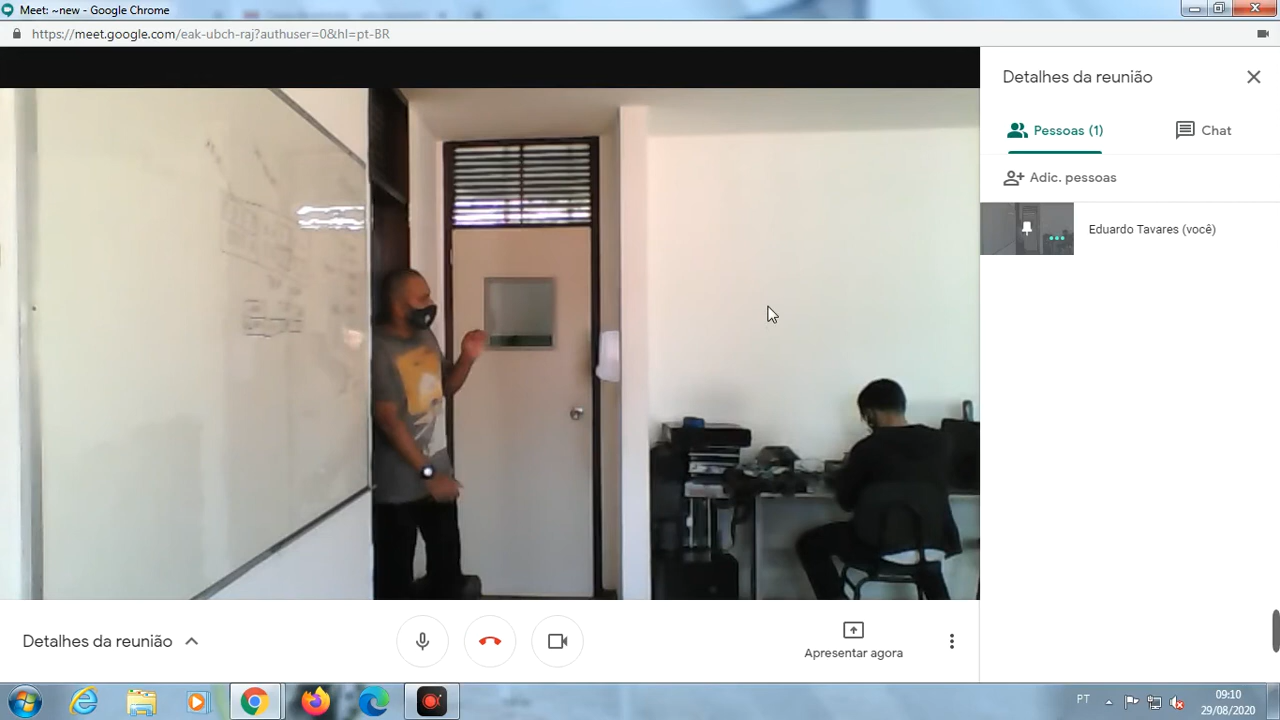 Meet: ~new - Google Chrome
https://meet.google.com/eak-ubch-raj?authuser=0&hl=pt-BR
Detalhes da reunião
Pessoas (1)
Chat
Adic. pessoas
Eduardo Tavares (você)
Detalhes da reunião
Apresentar agora
PT
09:10
29/08/2020